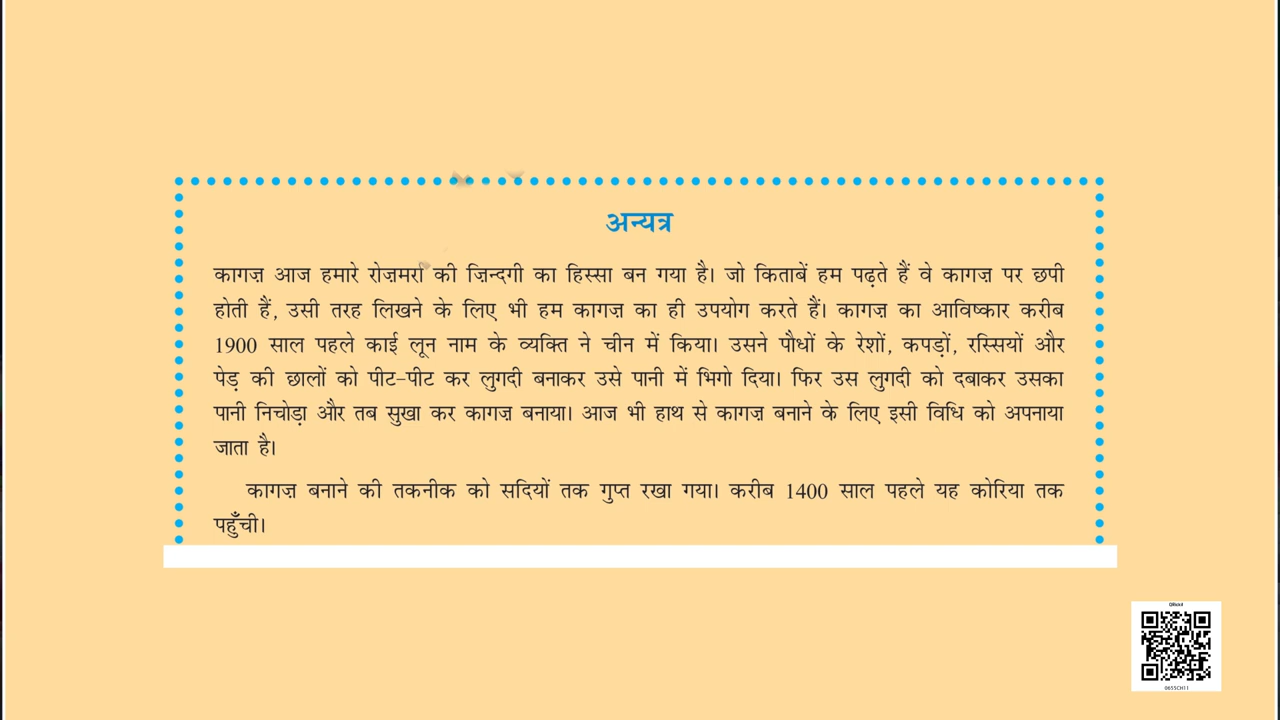 अन्यत्र
कागज़ आज हमारे रोज़मर्रा की ज़िन्दगी का हिस्सा बन गया है। जो किताबें हम पढ़ते हैं वे कागज़ पर छपी
होती हैं, उसी तरह लिखने के लिए भी हम कागज़ का ही उपयोग करते हैं। कागज़ का आविष्कार करीब
1900 साल पहले काई लून नाम के व्यक्ति ने चीन में किया। उसने पौधों के रेशों, कपड़ों, रस्सियों और
पेड़ की छालों को पीट-पीट कर लुगदी बनाकर उसे पानी में भिगो दिया। फिर उस लुगदी को दबाकर उसका
पानी निचोड़ा और तब सुखा कर कागज़ बनाया। आज भी हाथ से कागज़ बनाने के लिए इसी विधि को अपनाया
जाता है।
कागज़ बनाने की तकनीक को सदियों तक गुप्त रखा गया। करीब 1400 साल पहले यह कोरिया तक
पहुँची।
QRickit
0655CH11